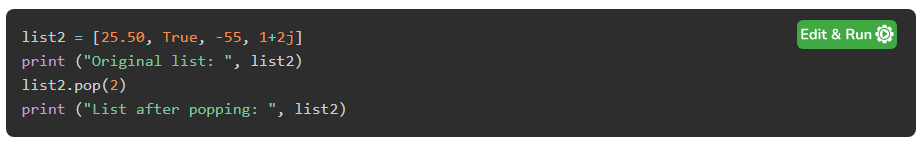 list2 = [25.50, True, -55, 1+2j]
Edit & Run
print ("Original list: ", list2)
list2.pop(2)
print ("List after popping: ", list2)